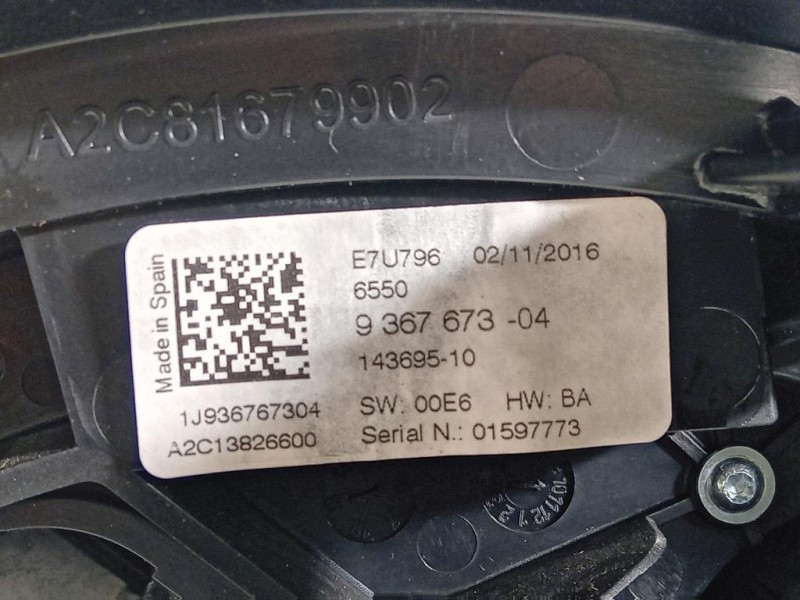 A2C81679902
Made in Spain
E7U796 02/11/2016
6550
9 367 673 -04
143695-10
1J936767304
SW: 00E6 HW: BA
A2C13826600
Serial N.: 01597773